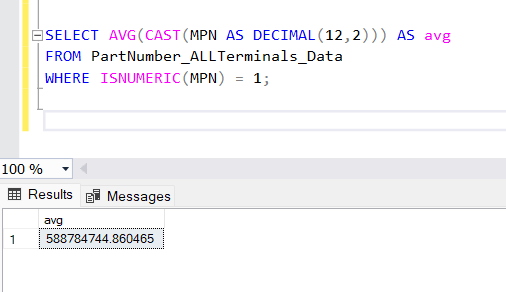 SELECT AVG(CAST(MPN AS DECIMAL(12,2))) AS avg
FROM PartNumber_ALLTerminals_Data
WHERE ISNUMERIC(MPN) = 1;
100 %
Results Messages
avg
1 588784744.860465